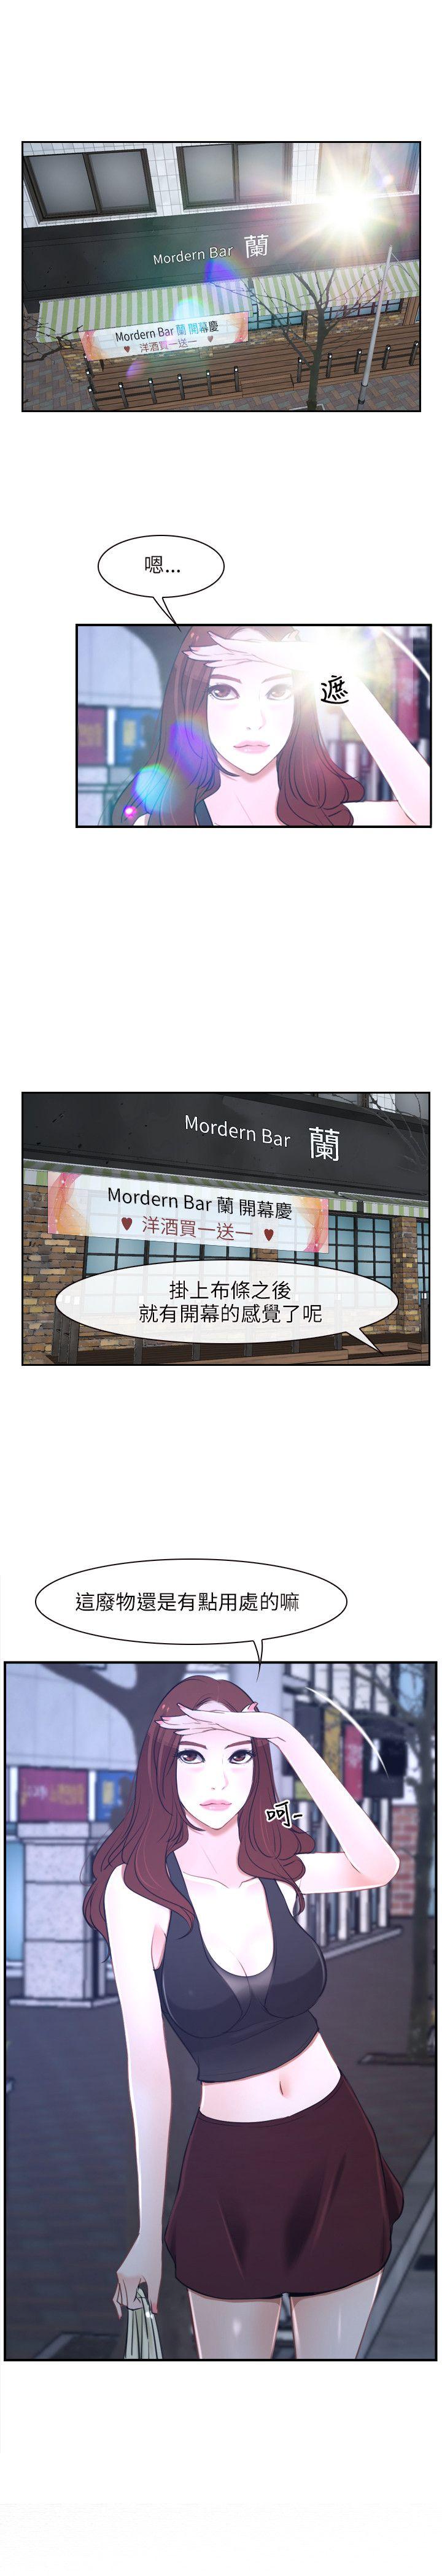 Mordern Bar 蘭
Mordern Bar 蘭 開幕慶
♥ 洋酒買一送一 ♥
嗯...
遮
Mordern Bar 蘭
Mordern Bar 蘭 開幕慶
♥ 洋酒買一送一 ♥
掛上布條之後
就有開幕的感覺了呢
這廢物還是有點用處的嘛
呵-